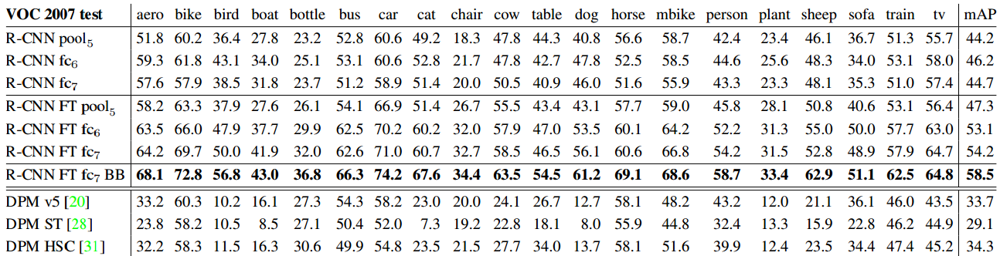 VOC 2007 test aero bike bird boat bottle bus car cat chair cow table dog horse mbike person plant sheep sofa train tv mAP
R-CNN pool5 51.8 60.2 36.4 27.8 23.2 52.8 60.6 49.2 18.3 47.8 44.3 40.8 56.6 58.7 42.4 23.4 46.1 36.7 51.3 55.7 44.2
R-CNN fc6 59.3 61.8 43.1 34.0 25.1 53.1 60.6 52.8 21.7 47.8 42.7 47.8 52.5 58.5 44.6 25.6 48.3 34.0 53.1 58.0 46.2
R-CNN fc7 57.6 57.9 38.5 31.8 23.7 51.2 58.9 51.4 20.0 50.5 40.9 46.0 51.6 55.9 43.3 23.3 48.1 35.3 51.0 57.4 44.7
R-CNN FT pool5 58.2 63.3 37.9 27.6 26.1 54.1 66.9 51.4 26.7 55.5 43.4 43.1 57.7 59.0 45.8 28.1 50.8 40.6 53.1 56.4 47.3
R-CNN FT fc6 63.5 66.0 47.9 37.7 29.9 62.5 70.2 60.2 32.0 57.9 47.0 53.5 60.1 64.2 52.2 31.3 55.0 50.0 57.7 63.0 53.1
R-CNN FT fc7 64.2 69.7 50.0 41.9 32.0 62.6 71.0 60.7 32.7 58.5 46.5 56.1 60.6 66.8 54.2 31.5 52.8 48.9 57.9 64.7 54.2
R-CNN FT fc7 BB 68.1 72.8 56.8 43.0 36.8 66.3 74.2 67.6 34.4 63.5 54.5 61.2 69.1 68.6 58.7 33.4 62.9 51.1 62.5 64.8 58.5
DPM v5 [20] 33.2 60.3 10.2 16.1 27.3 54.3 58.2 23.0 20.0 24.1 26.7 12.7 58.1 48.2 43.2 12.0 21.1 36.1 46.0 43.5 33.7
DPM ST [28] 23.8 58.2 10.5 8.5 27.1 50.4 52.0 7.3 19.2 22.8 18.1 8.0 55.9 44.8 32.4 13.3 15.9 22.8 46.2 44.9 29.1
DPM HSC [31] 32.2 58.3 11.5 16.3 30.6 49.9 54.8 23.5 21.5 27.7 34.0 13.7 58.1 51.6 39.9 12.4 23.5 34.4 47.4 45.2 34.3